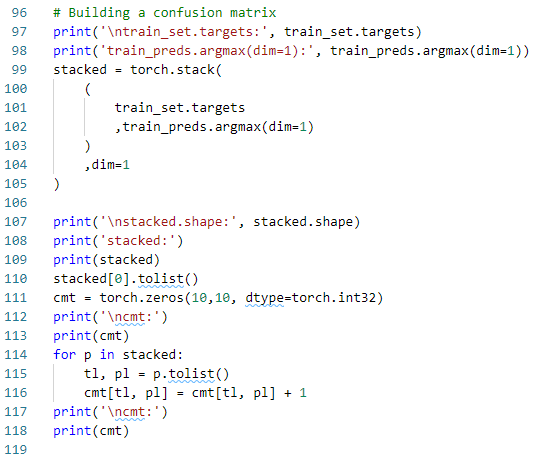 96 # Building a confusion matrix
97 print('\ntrain_set.targets:', train_set.targets)
98 print('train_preds.argmax(dim=1):', train_preds.argmax(dim=1))
99 stacked = torch.stack(
100     (
101         train_set.targets
102         ,train_preds.argmax(dim=1)
103     )
104     ,dim=1
105 )
106
107 print('\nstacked.shape:', stacked.shape)
108 print('stacked:')
109 print(stacked)
110 stacked[0].tolist()
111 cmt = torch.zeros(10,10, dtype=torch.int32)
112 print('\ncmt:')
113 print(cmt)
114 for p in stacked:
115     tl, pl = p.tolist()
116     cmt[tl, pl] = cmt[tl, pl] + 1
117 print('\ncmt:')
118 print(cmt)
119